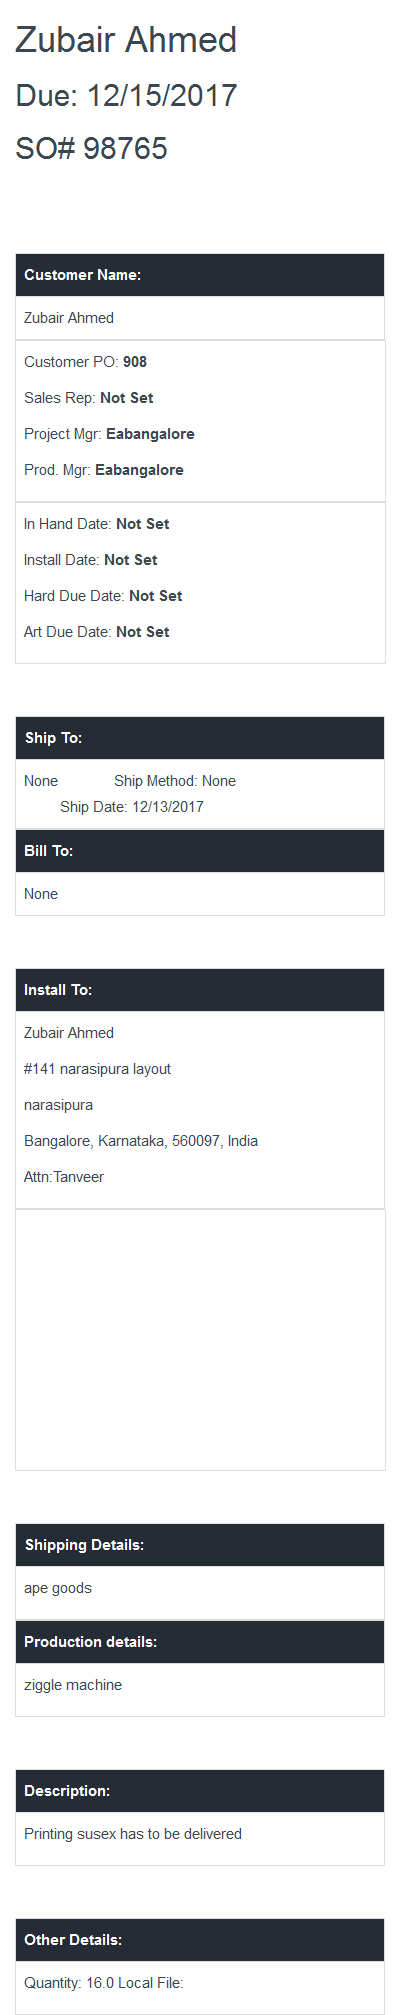 Zubair Ahmed
Due: 12/15/2017
SO# 98765
Customer Name:
Zubair Ahmed
Customer PO: 908
Sales Rep: Not Set
Project Mgr: Eabangalore
Prod. Mgr: Eabangalore
In Hand Date: Not Set
Install Date: Not Set
Hard Due Date: Not Set
Art Due Date: Not Set
Ship To:
None Ship Method: None
Ship Date: 12/13/2017
Bill To:
None
Install To:
Zubair Ahmed
#141 narasipura layout
narasipura
Bangalore, Karnataka, 560097, India
Attn:Tanveer
Shipping Details:
ape goods
Production details:
ziggle machine
Description:
Printing susex has to be delivered
Other Details:
Quantity: 16.0 Local File: